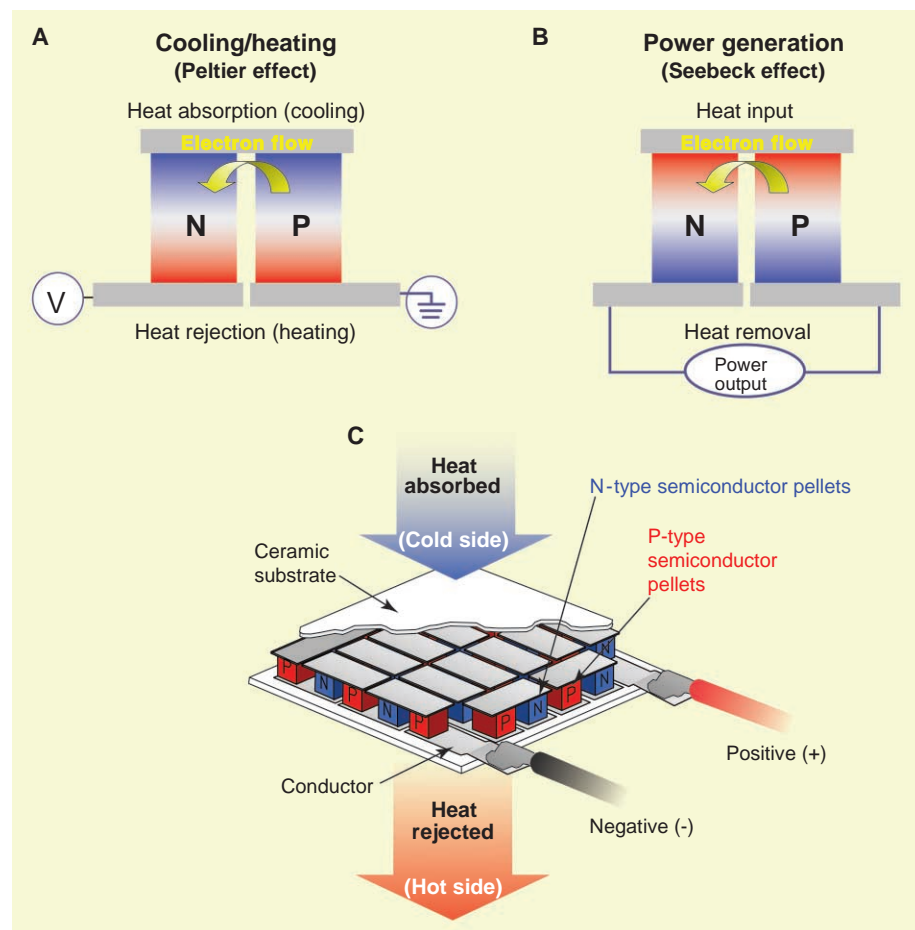 A
Cooling/heating
(Peltier effect)
Heat absorption (cooling)
Electron flow
N
P
V
Heat rejection (heating)
B
Power generation
(Seebeck effect)
Heat input
Electron flow
N
P
Heat removal
Power
output
C
Heat
absorbed
(Cold side)
N-type semiconductor pellets
P-type
semiconductor
pellets
Ceramic
substrate
P
N
P
N
P
P
N
P
N
N
Positive (+)
Conductor
Negative (-)
Heat
rejected
(Hot side)